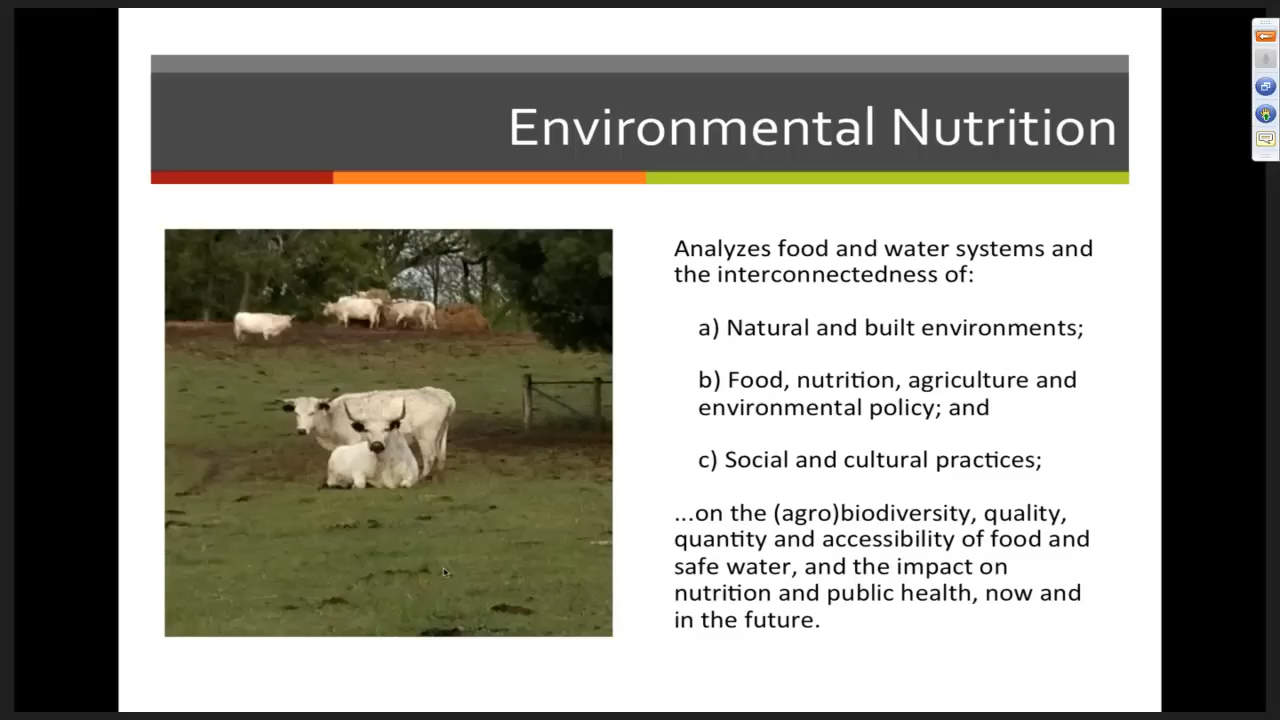 Environmental Nutrition
Analyzes food and water systems and
the interconnectedness of:
a) Natural and built environments;
b) Food, nutrition, agriculture and
environmental policy; and
c) Social and cultural practices;
...on the (agro)biodiversity, quality,
quantity and accessibility of food and
safe water, and the impact on
nutrition and public health, now and
in the future.